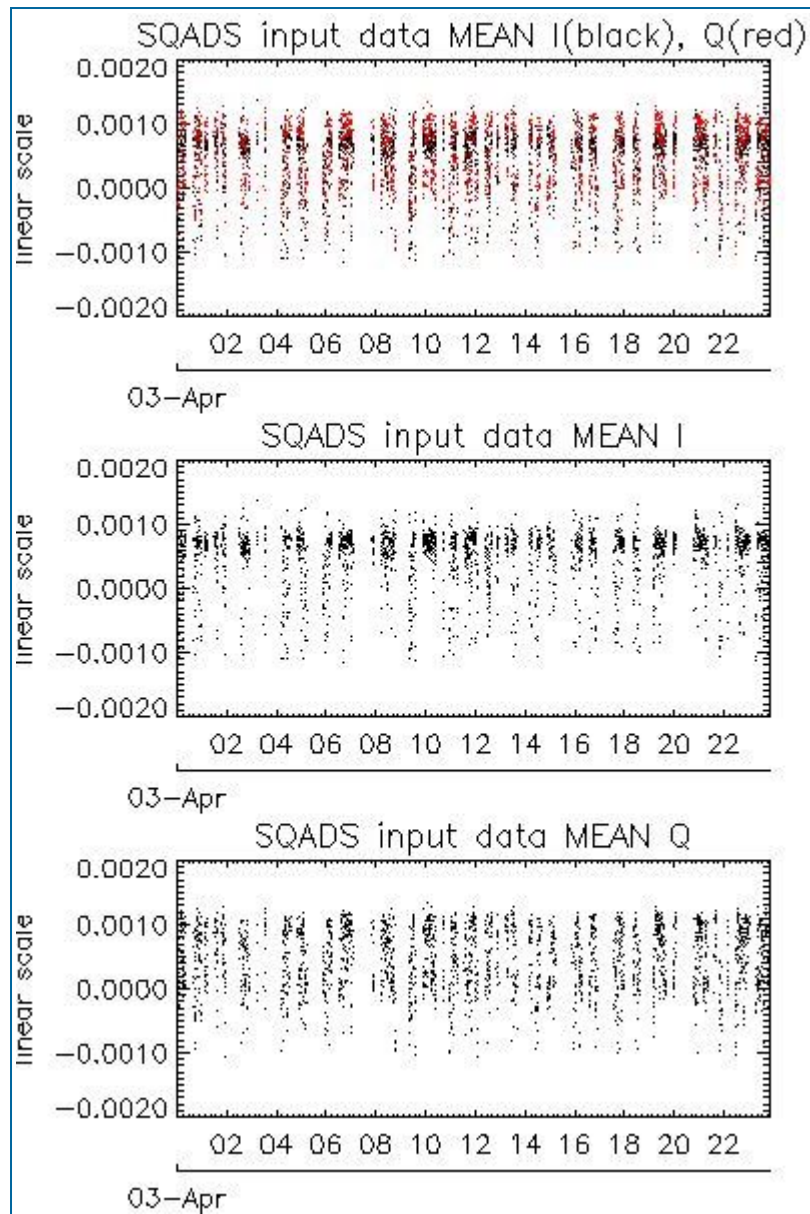 SQADS input data MEAN I(black), Q(red)
0.0020
0.0010
0.0000
−0.0010
−0.0020
linear scale
02 04 06 08 10 12 14 16 18 20 22
03−Apr
SQADS input data MEAN I
0.0020
0.0010
0.0000
−0.0010
−0.0020
linear scale
02 04 06 08 10 12 14 16 18 20 22
03−Apr
SQADS input data MEAN Q
0.0020
0.0010
0.0000
−0.0010
−0.0020
linear scale
02 04 06 08 10 12 14 16 18 20 22
03−Apr